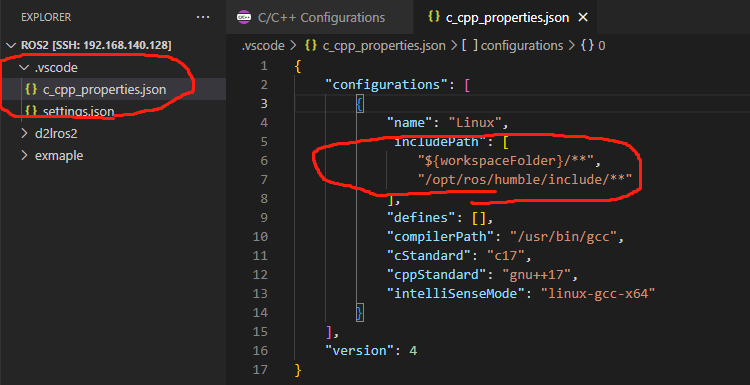 EXPLORER
ROS2 [SSH: 192.168.140.128]
.vscode
{} c_cpp_properties.json
{} settings.json
d2lros2
exmaple
C/C++ Configurations
{} c_cpp_properties.json ×
.vscode > {} c_cpp_properties.json > [ ] configurations > {} 0
1 {
2 "configurations": [
3 {
4 "name": "Linux",
5 "includePath": [
6 "${workspaceFolder}/**",
7 "/opt/ros/humble/include/**"
8 ],
9 "defines": [],
10 "compilerPath": "/usr/bin/gcc",
11 "cStandard": "c17",
12 "cppStandard": "gnu++17",
13 "intelliSenseMode": "linux-gcc-x64"
14 }
15 ],
16 "version": 4
17 }